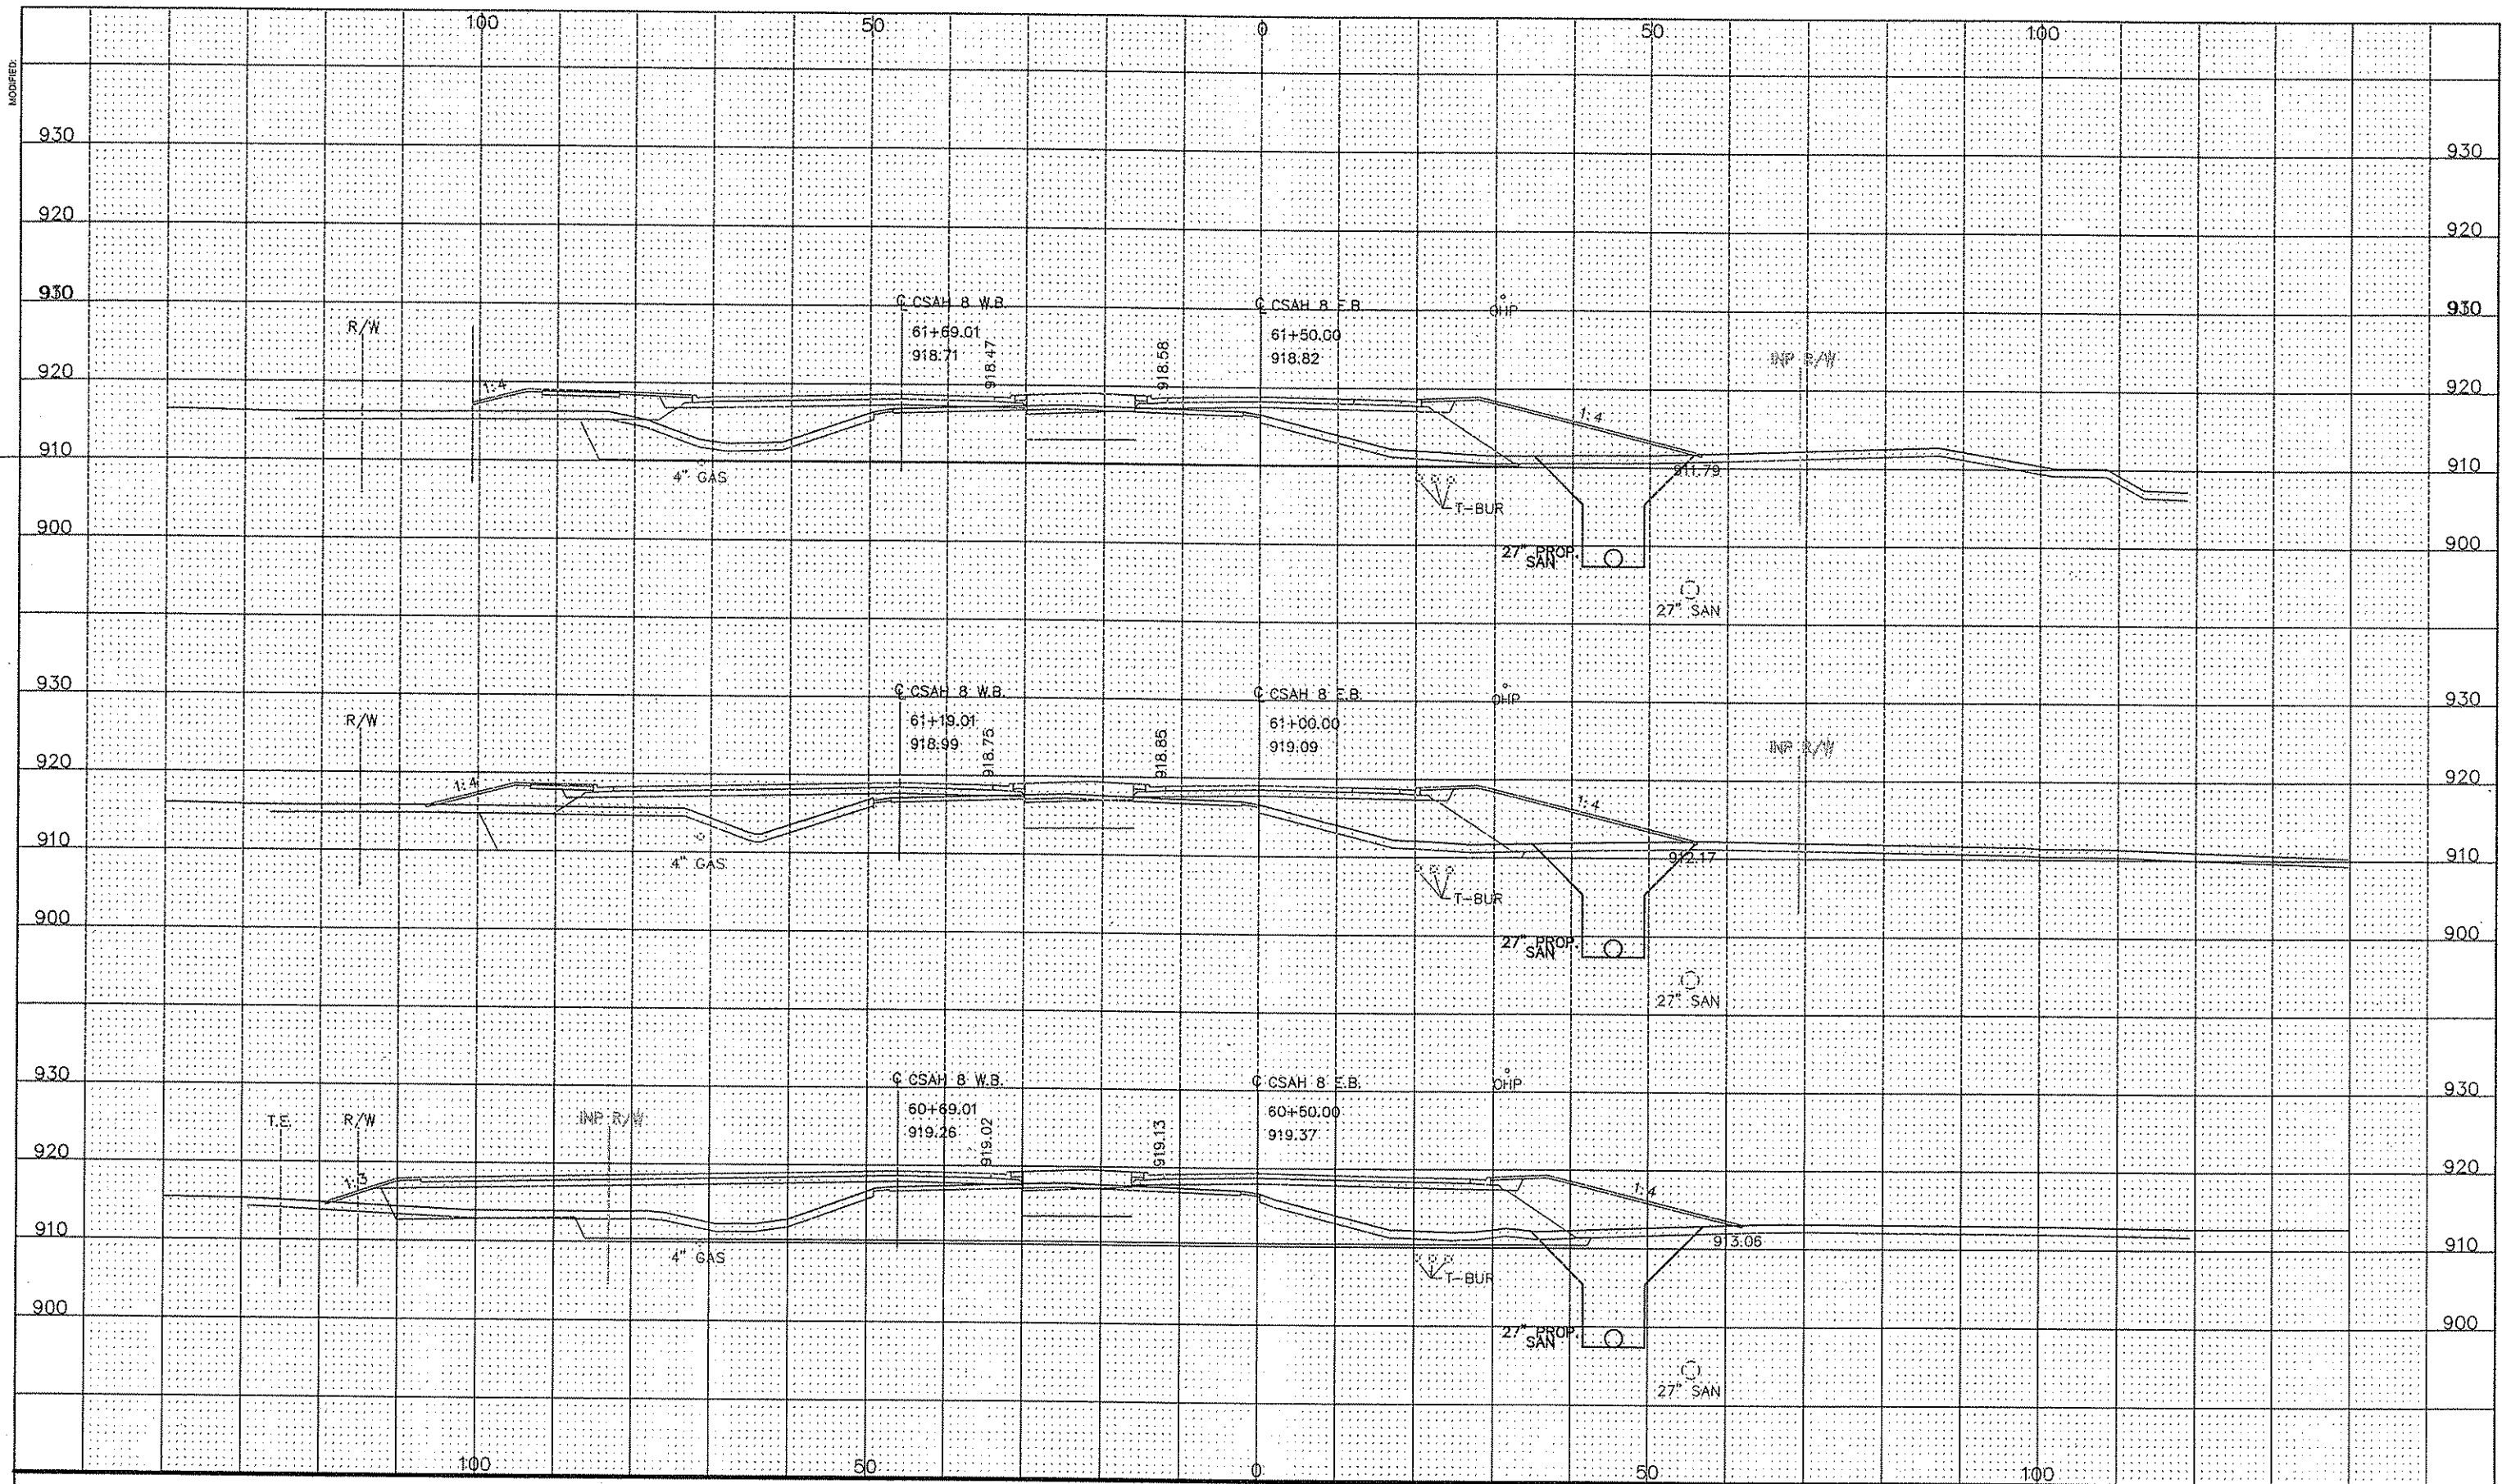 MODIFIED:
100 50 0 50 100
930 930
920 920
910 930 910 930
℄ CSAH 8 W.B. ℄ CSAH 8 E.B. OHP
R/W 61+69.01 61+50.00
918.71 918.47 918.58 918.82 INP R/W
920 1:4 920
1:4
910 4" GAS 911.79 910
T-BUR
900 27" PROP. 900
SAN
27" SAN
930 ℄ CSAH 8 W.B. ℄ CSAH 8 E.B. OHP 930
R/W 61+19.01 61+00.00
918.99 918.75 918.85 919.09 INP R/W
920 1:4 920
1:4
910 4" GAS 912.17 910
T-BUR
900 27" PROP. 900
SAN
27" SAN
930 ℄ CSAH 8 W.B. ℄ CSAH 8 E.B. OHP 930
T.E. R/W INP R/W 60+69.01 60+50.00
919.26 919.02 919.13 919.37
920 1:3 920
1:4
910 4" GAS 913.06 910
T-BUR
900 27" PROP. 900
SAN
27" SAN
100 50 0 50 100